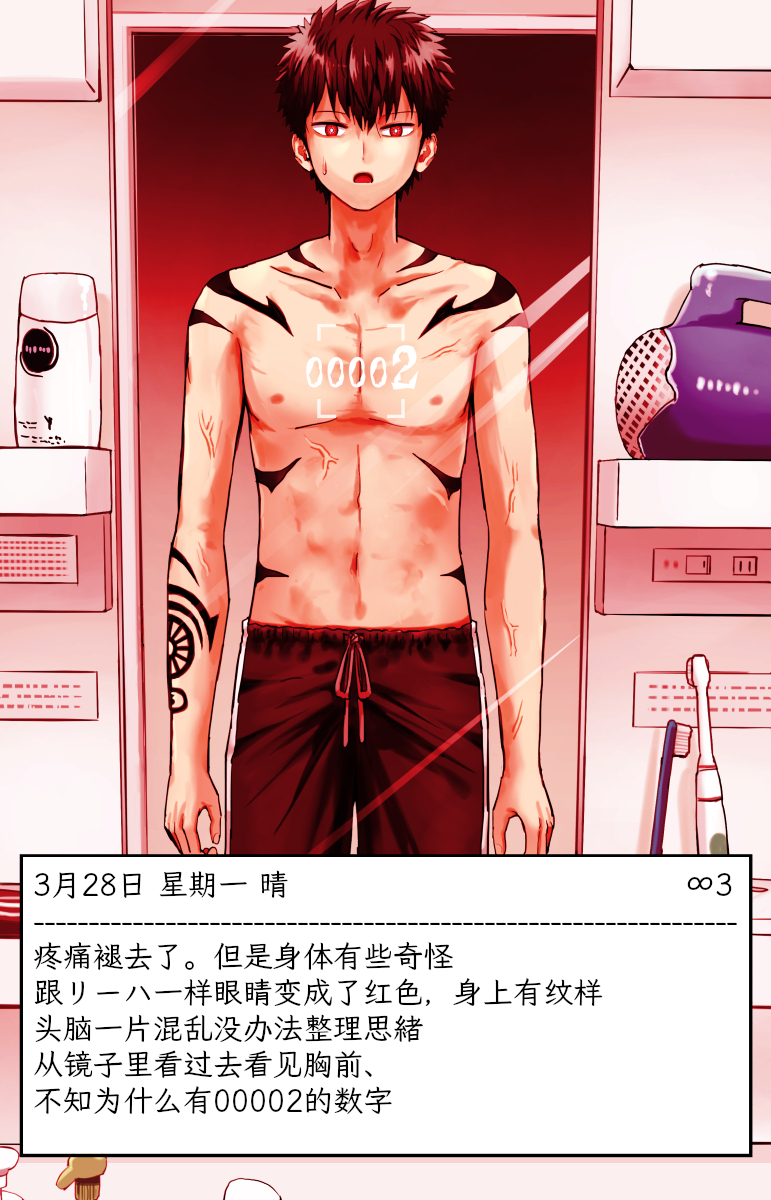 00002
3月28日 星期一 晴 ∞3
疼痛褪去了。但是身体有些奇怪
跟リーハ一样眼睛变成了红色，身上有纹样
头脑一片混乱没办法整理思緒
从镜子里看过去看见胸前、
不知为什么有00002的数字